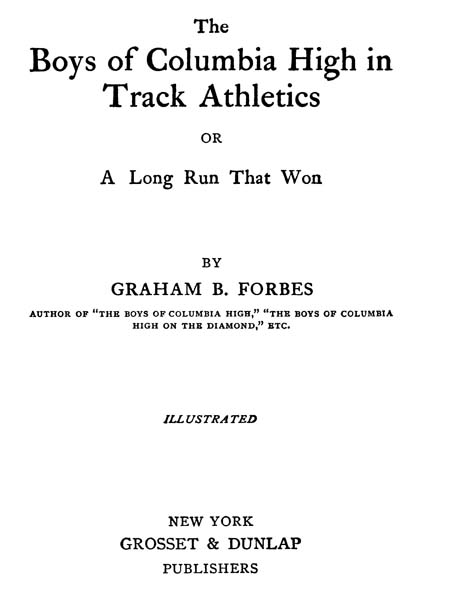 The
Boys of Columbia High in
Track Athletics
OR
A Long Run That Won
BY
GRAHAM B. FORBES
AUTHOR OF "THE BOYS OF COLUMBIA HIGH," "THE BOYS OF COLUMBIA
HIGH ON THE DIAMOND," ETC.
ILLUSTRATED
NEW YORK
GROSSET & DUNLAP
PUBLISHERS